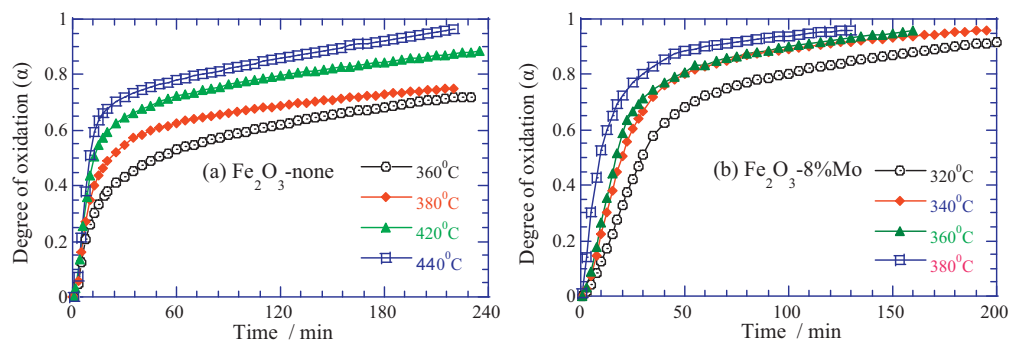 Degree of oxidation (α)
1
0.8
0.6
0.4
0.2
0
(a) Fe₂O₃-none
360⁰C
380⁰C
420⁰C
440⁰C
0 60 120 180 240
Time / min
Degree of oxidation (α)
1
0.8
0.6
0.4
0.2
0
(b) Fe₂O₃-8%Mo
320⁰C
340⁰C
360⁰C
380⁰C
0 50 100 150 200
Time / min